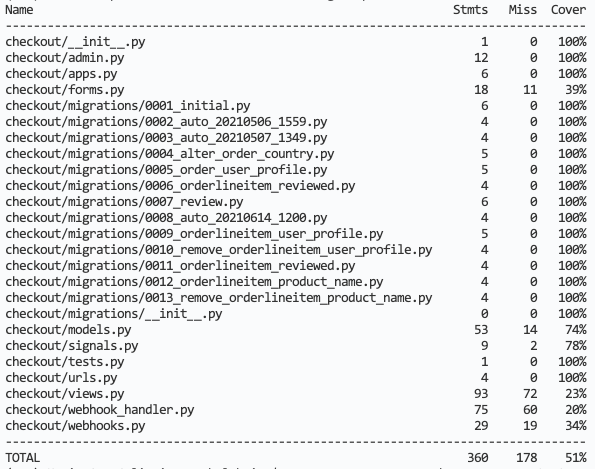 Name Stmts Miss Cover
--------------------------------------------------------------------------------
checkout/__init__.py 1 0 100%
checkout/admin.py 12 0 100%
checkout/apps.py 6 0 100%
checkout/forms.py 18 11 39%
checkout/migrations/0001_initial.py 6 0 100%
checkout/migrations/0002_auto_20210506_1559.py 4 0 100%
checkout/migrations/0003_auto_20210507_1349.py 4 0 100%
checkout/migrations/0004_alter_order_country.py 5 0 100%
checkout/migrations/0005_order_user_profile.py 5 0 100%
checkout/migrations/0006_orderlineitem_reviewed.py 4 0 100%
checkout/migrations/0007_review.py 6 0 100%
checkout/migrations/0008_auto_20210614_1200.py 4 0 100%
checkout/migrations/0009_orderlineitem_user_profile.py 5 0 100%
checkout/migrations/0010_remove_orderlineitem_user_profile.py 4 0 100%
checkout/migrations/0011_orderlineitem_reviewed.py 4 0 100%
checkout/migrations/0012_orderlineitem_product_name.py 4 0 100%
checkout/migrations/0013_remove_orderlineitem_product_name.py 4 0 100%
checkout/migrations/__init__.py 0 0 100%
checkout/models.py 53 14 74%
checkout/signals.py 9 2 78%
checkout/tests.py 1 0 100%
checkout/urls.py 4 0 100%
checkout/views.py 93 72 23%
checkout/webhook_handler.py 75 60 20%
checkout/webhooks.py 29 19 34%
--------------------------------------------------------------------------------
TOTAL 360 178 51%